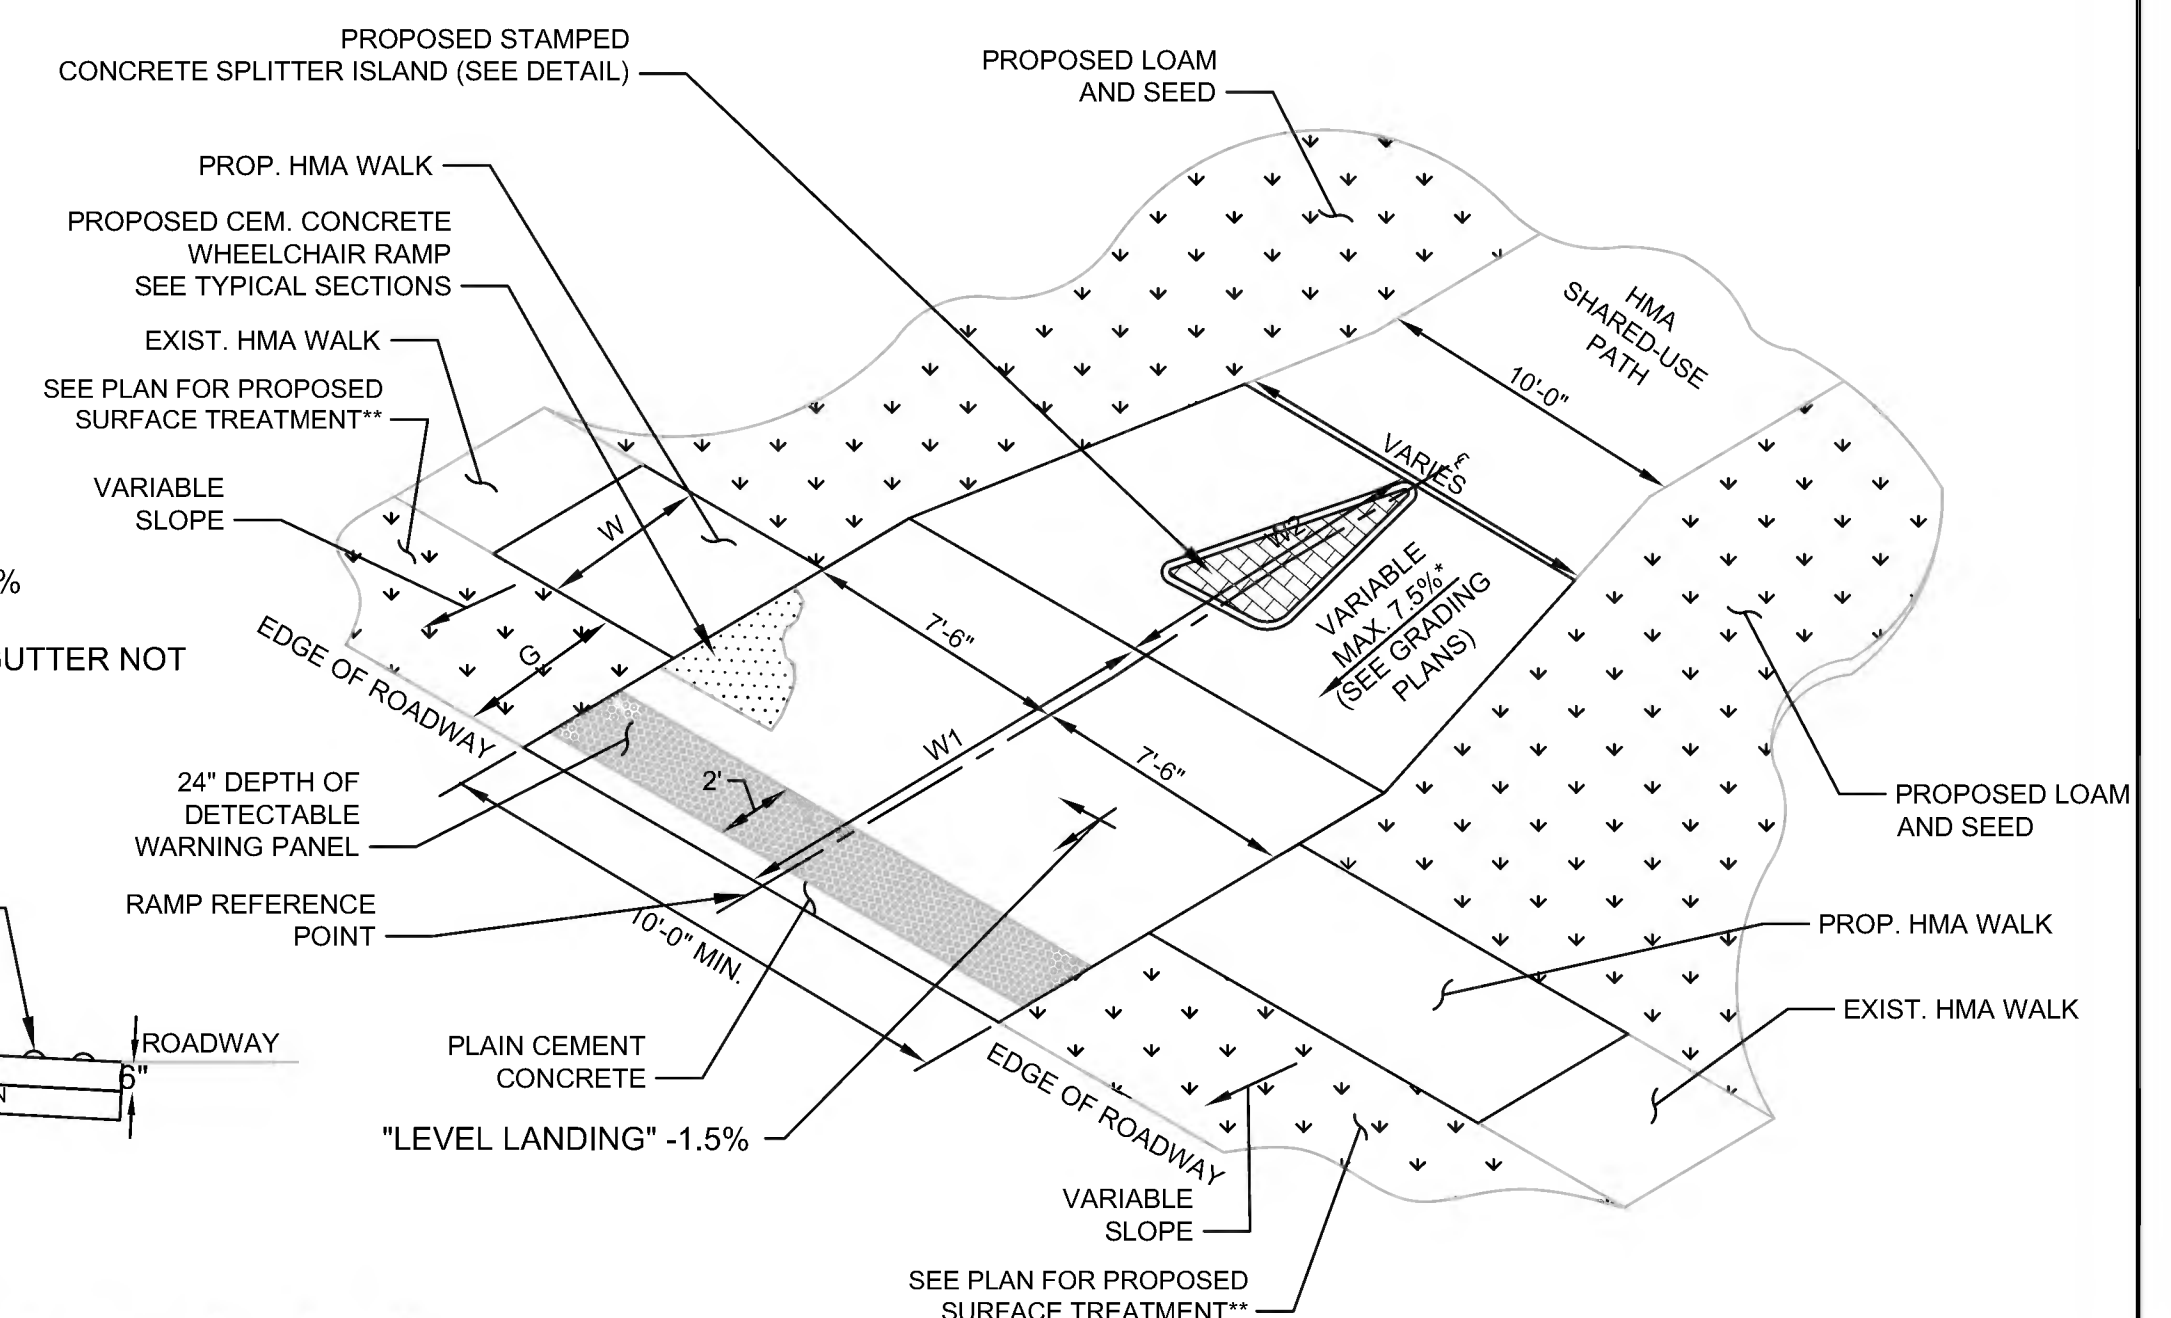 PROPOSED STAMPED
CONCRETE SPLITTER ISLAND (SEE DETAIL)
PROPOSED LOAM
AND SEED
PROP. HMA WALK
PROPOSED CEM. CONCRETE
WHEELCHAIR RAMP
SEE TYPICAL SECTIONS
EXIST. HMA WALK
SEE PLAN FOR PROPOSED
SURFACE TREATMENT**
VARIABLE
SLOPE
%
GUTTER NOT
HMA
SHARED-USE
PATH
10'-0"
VARIES
W
G
W2
VARIABLE
MAX. 7.5%*
(SEE GRADING
PLANS)
7'-6"
EDGE OF ROADWAY
W1
7'-6"
2'
24" DEPTH OF
DETECTABLE
WARNING PANEL
PROPOSED LOAM
AND SEED
RAMP REFERENCE
POINT
10'-0" MIN.
PROP. HMA WALK
EXIST. HMA WALK
ROADWAY
6"
N
PLAIN CEMENT
CONCRETE
"LEVEL LANDING" -1.5%
EDGE OF ROADWAY
VARIABLE
SLOPE
SEE PLAN FOR PROPOSED
SURFACE TREATMENT**